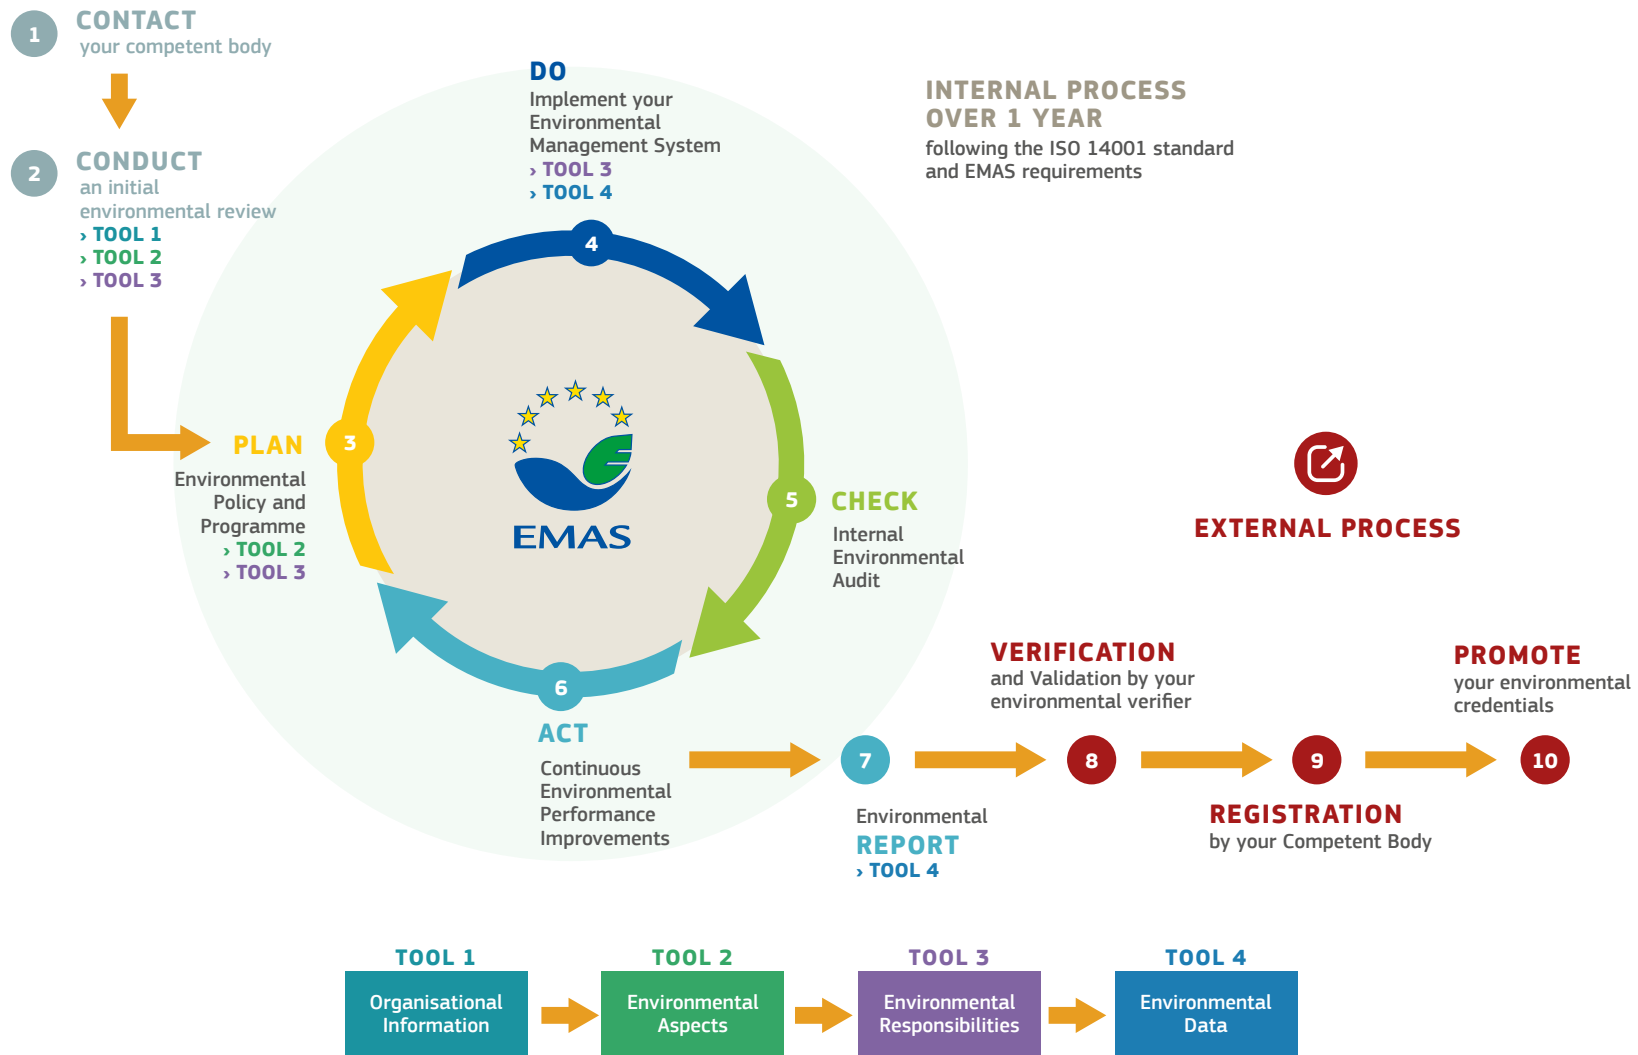 1
CONTACT
your competent body
2
CONDUCT
an initial
environmental review
› TOOL 1
› TOOL 2
› TOOL 3
3
PLAN
Environmental
Policy and
Programme
› TOOL 2
› TOOL 3
DO
Implement your
Environmental
Management System
› TOOL 3
› TOOL 4
4
INTERNAL PROCESS
OVER 1 YEAR
following the ISO 14001 standard
and EMAS requirements
EMAS
5
CHECK
Internal
Environmental
Audit
6
ACT
Continuous
Environmental
Performance
Improvements
EXTERNAL PROCESS
7
Environmental
REPORT
› TOOL 4
VERIFICATION
and Validation by your
environmental verifier
8
9
REGISTRATION
by your Competent Body
PROMOTE
your environmental
credentials
10
TOOL 1
Organisational
Information
TOOL 2
Environmental
Aspects
TOOL 3
Environmental
Responsibilities
TOOL 4
Environmental
Data